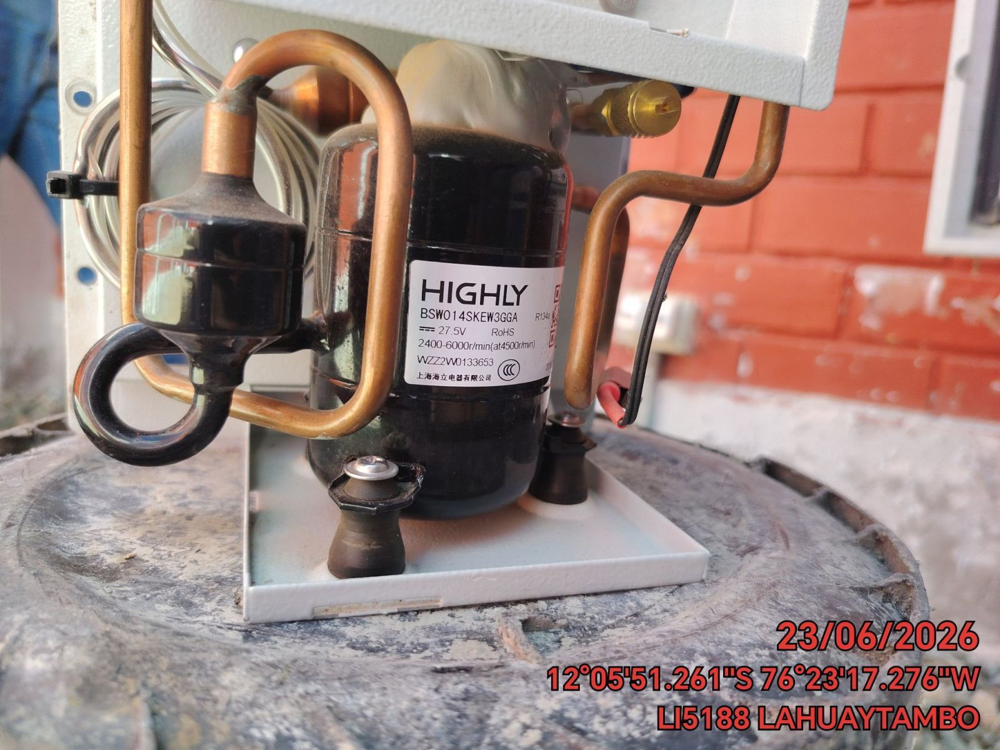 HIGHLY
BSW014SKEW3GGA R134a
27.5V RoHS
2400-6000r/min(at4500r/min)
WZZ2W0133653
上海海立电器有限公司
23/06/2026
12°05'51.261"S 76°23'17.276"W
LI5188 LAHUAYTAMBO